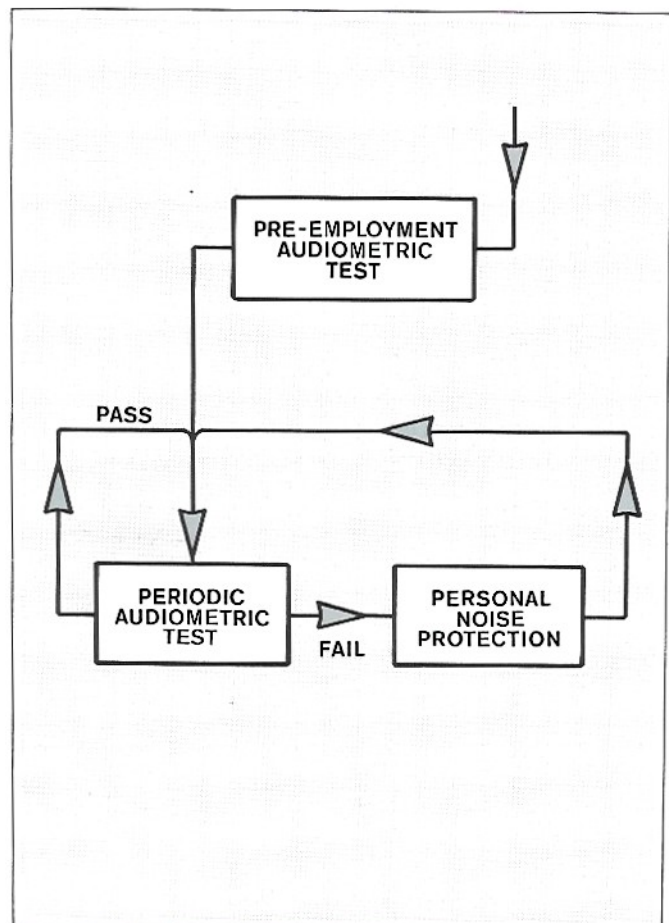 PRE-EMPLOYMENT
AUDIOMETRIC
TEST
PASS
PERIODIC
AUDIOMETRIC
TEST
FAIL
PERSONAL
NOISE
PROTECTION